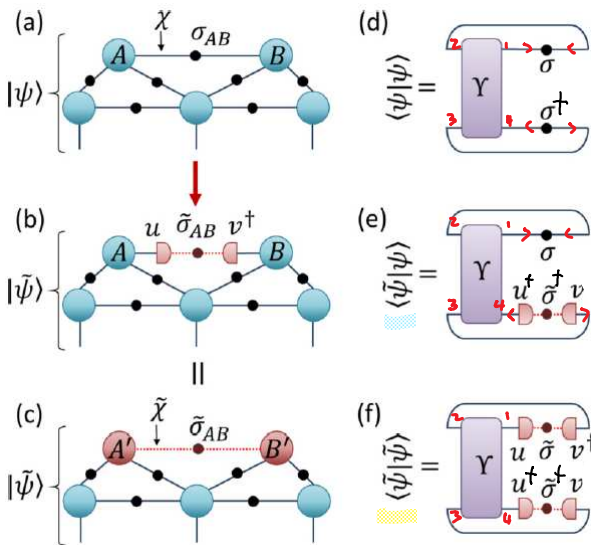 (a) χ σ_AB
|ψ⟩ A B
(b) u σ̃_AB v†
|ψ̃⟩ A B
=
(c) χ̃ σ̃_AB
|ψ̃⟩ A′ B′
(d) ⟨ψ|ψ⟩ =
2 1
Υ σ
σ†
3 4
(e) ⟨ψ̃|ψ⟩ =
2 1
Υ σ
u† σ̃† v
3 4
(f) ⟨ψ̃|ψ̃⟩ =
2 1
Υ u σ̃ v†
u† σ̃† v
3 4